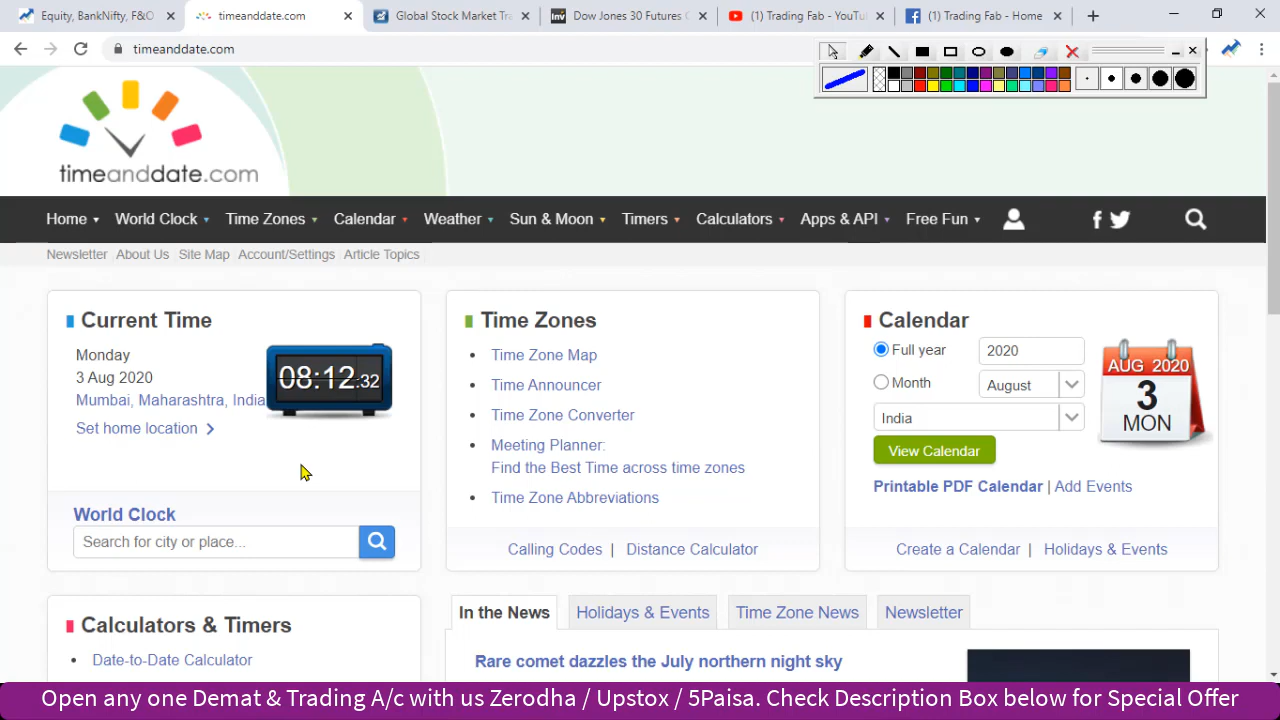 Equity, BankNifty, F&O
timeanddate.com
Global Stock Market Tra
Dow Jones 30 Futures C
(1) Trading Fab - YouTu
(1) Trading Fab - Home
timeanddate.com
timeanddate.com
Home
World Clock
Time Zones
Calendar
Weather
Sun & Moon
Timers
Calculators
Apps & API
Free Fun
Newsletter
About Us
Site Map
Account/Settings
Article Topics
Current Time
Monday
3 Aug 2020
Mumbai, Maharashtra, India
Set home location
08:12:32
World Clock
Search for city or place...
Time Zones
Time Zone Map
Time Announcer
Time Zone Converter
Meeting Planner:
Find the Best Time across time zones
Time Zone Abbreviations
Calling Codes | Distance Calculator
Calendar
Full year
2020
Month
August
India
View Calendar
AUG 2020
3
MON
Printable PDF Calendar | Add Events
Create a Calendar | Holidays & Events
Calculators & Timers
Date-to-Date Calculator
In the News
Holidays & Events
Time Zone News
Newsletter
Rare comet dazzles the July northern night sky
Open any one Demat & Trading A/c with us Zerodha / Upstox / 5Paisa. Check Description Box below for Special Offer